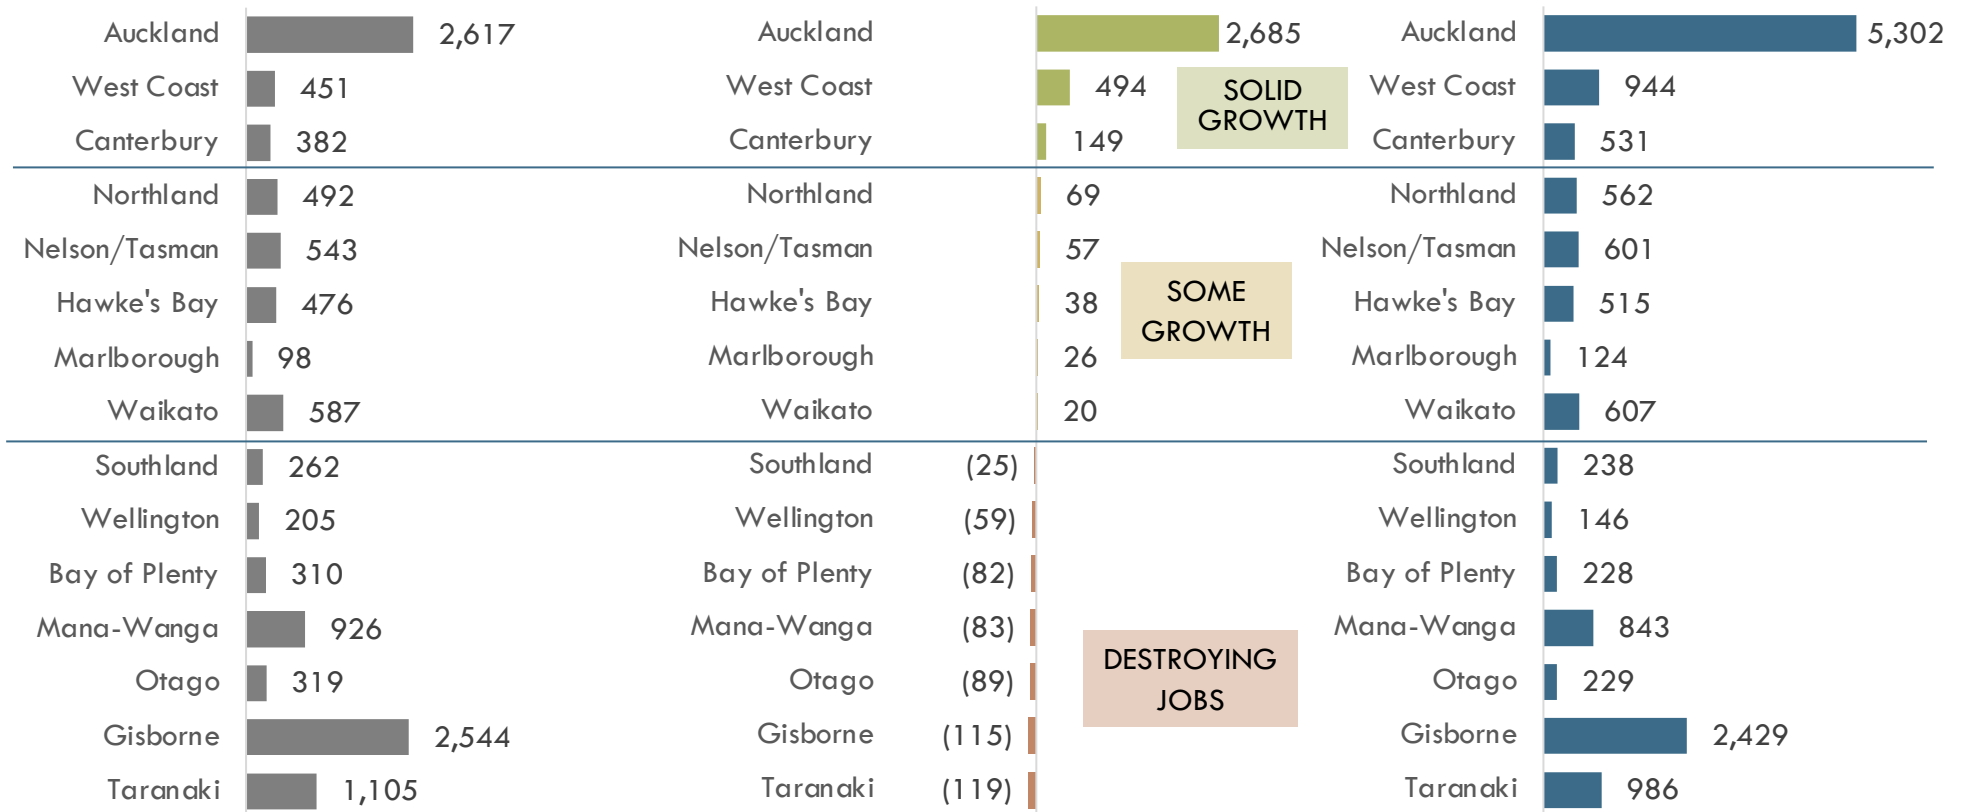 Auckland 2,617 Auckland 2,685 Auckland 5,302
West Coast 451 West Coast 494 SOLID West Coast 944
GROWTH
Canterbury 382 Canterbury 149 Canterbury 531
Northland 492 Northland 69 Northland 562
Nelson/Tasman 543 Nelson/Tasman 57 Nelson/Tasman 601
Hawke's Bay 476 Hawke's Bay 38 SOME Hawke's Bay 515
GROWTH
Marlborough 98 Marlborough 26 Marlborough 124
Waikato 587 Waikato 20 Waikato 607
Southland 262 Southland (25) Southland 238
Wellington 205 Wellington (59) Wellington 146
Bay of Plenty 310 Bay of Plenty (82) Bay of Plenty 228
Mana-Wanga 926 Mana-Wanga (83) Mana-Wanga 843
DESTROYING
Otago 319 Otago (89) JOBS Otago 229
Gisborne 2,544 Gisborne (115) Gisborne 2,429
Taranaki 1,105 Taranaki (119) Taranaki 986